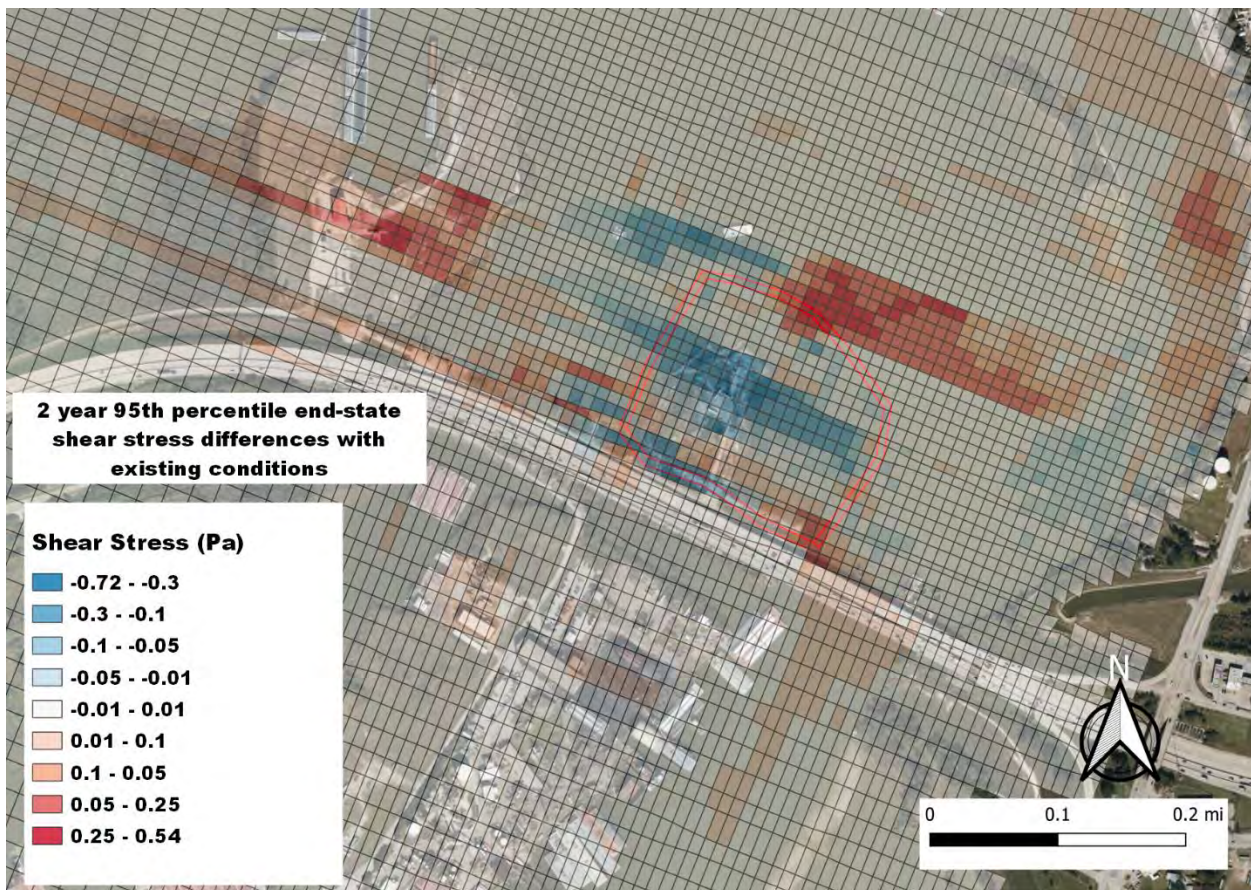 2 year 95th percentile end-state
shear stress differences with
existing conditions
Shear Stress (Pa)
-0.72 - -0.3
-0.3 - -0.1
-0.1 - -0.05
-0.05 - -0.01
-0.01 - 0.01
0.01 - 0.1
0.1 - 0.05
0.05 - 0.25
0.25 - 0.54
N
0 0.1 0.2 mi